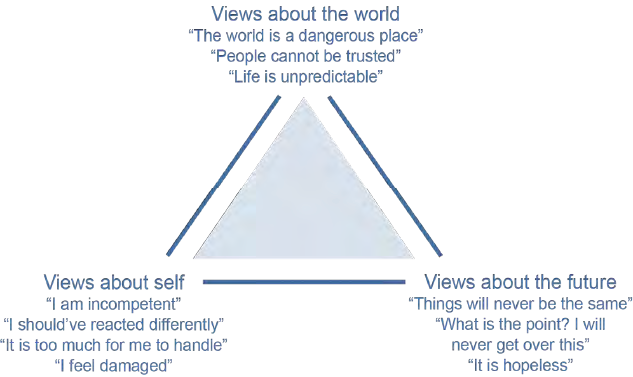 Views about the world
“The world is a dangerous place”
“People cannot be trusted”
“Life is unpredictable”
Views about self
“I am incompetent”
“I should’ve reacted differently”
“It is too much for me to handle”
“I feel damaged”
Views about the future
“Things will never be the same”
“What is the point? I will
never get over this”
“It is hopeless”